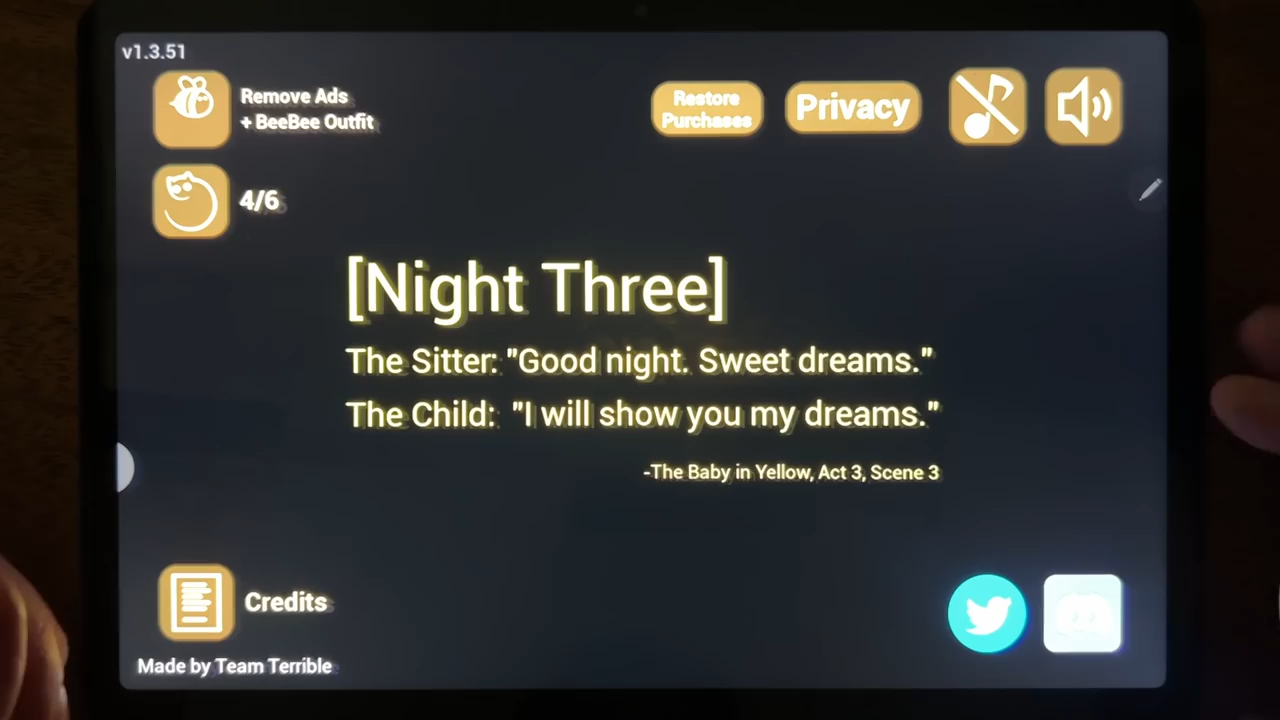 v1.3.51
Remove Ads
+ BeeBee Outfit
Restore
Purchases
Privacy
4/6
[Night Three]
The Sitter: "Good night. Sweet dreams."
The Child: "I will show you my dreams."
-The Baby in Yellow, Act 3, Scene 3
Credits
Made by Team Terrible